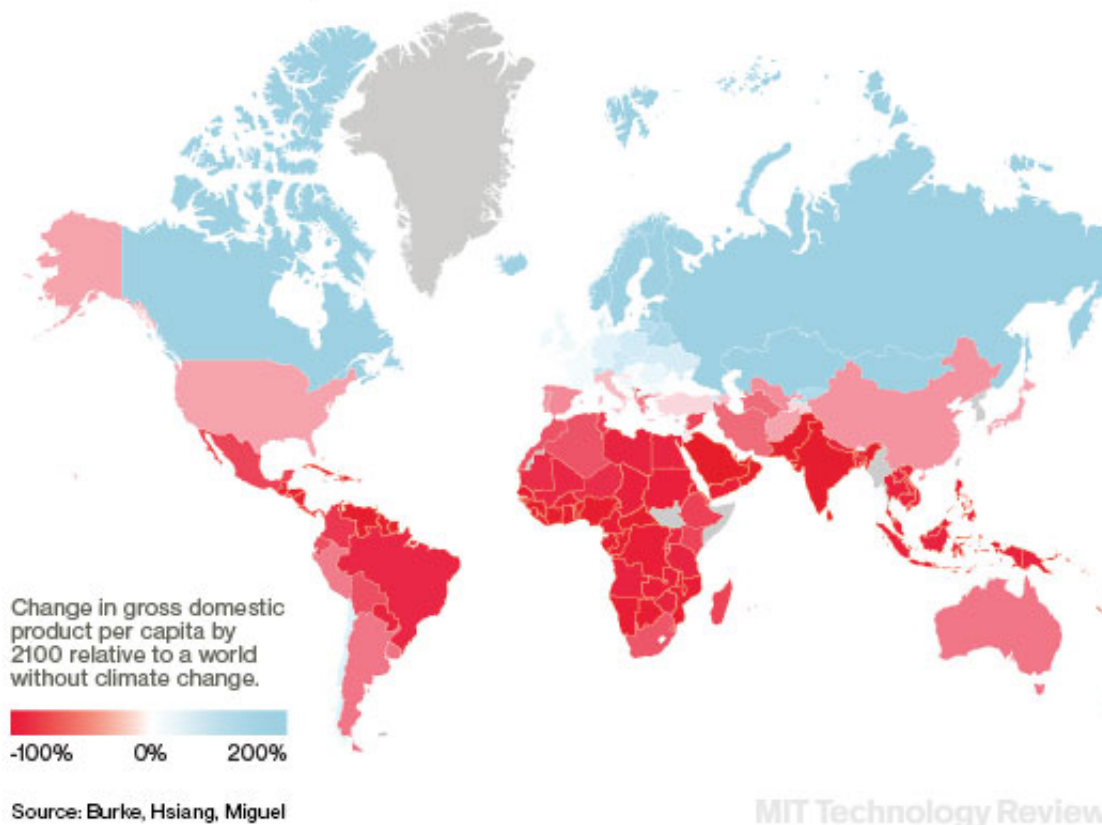 Change in gross domestic
product per capita by
2100 relative to a world
without climate change.
-100% 0% 200%
Source: Burke, Hsiang, Miguel
MIT Technology Review